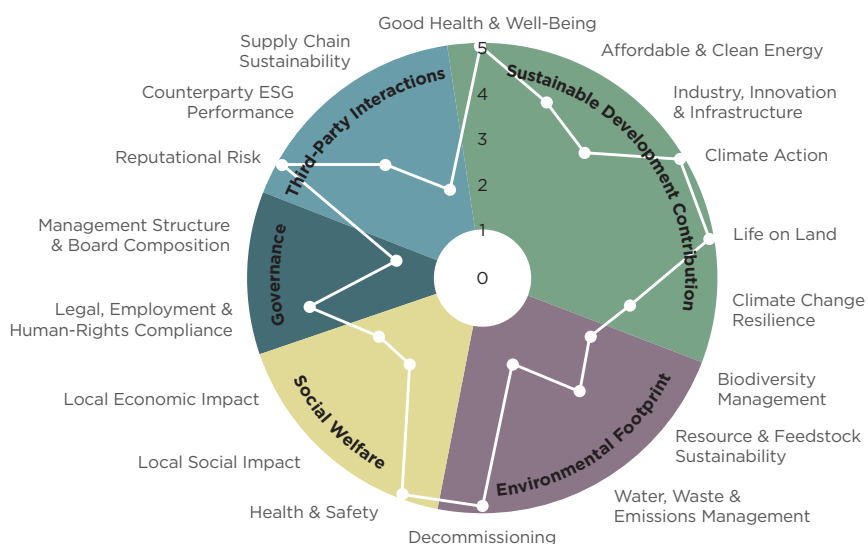 Good Health & Well-Being
Affordable & Clean Energy
Industry, Innovation
& Infrastructure
Climate Action
Life on Land
Climate Change
Resilience
Biodiversity
Management
Resource & Feedstock
Sustainability
Water, Waste &
Emissions Management
Decommissioning
Health & Safety
Local Social Impact
Local Economic Impact
Legal, Employment &
Human-Rights Compliance
Management Structure
& Board Composition
Reputational Risk
Counterparty ESG
Performance
Supply Chain
Sustainability
Sustainable Development Contribution
Environmental Footprint
Social Welfare
Governance
Third-Party Interactions
5
4
3
2
1
0